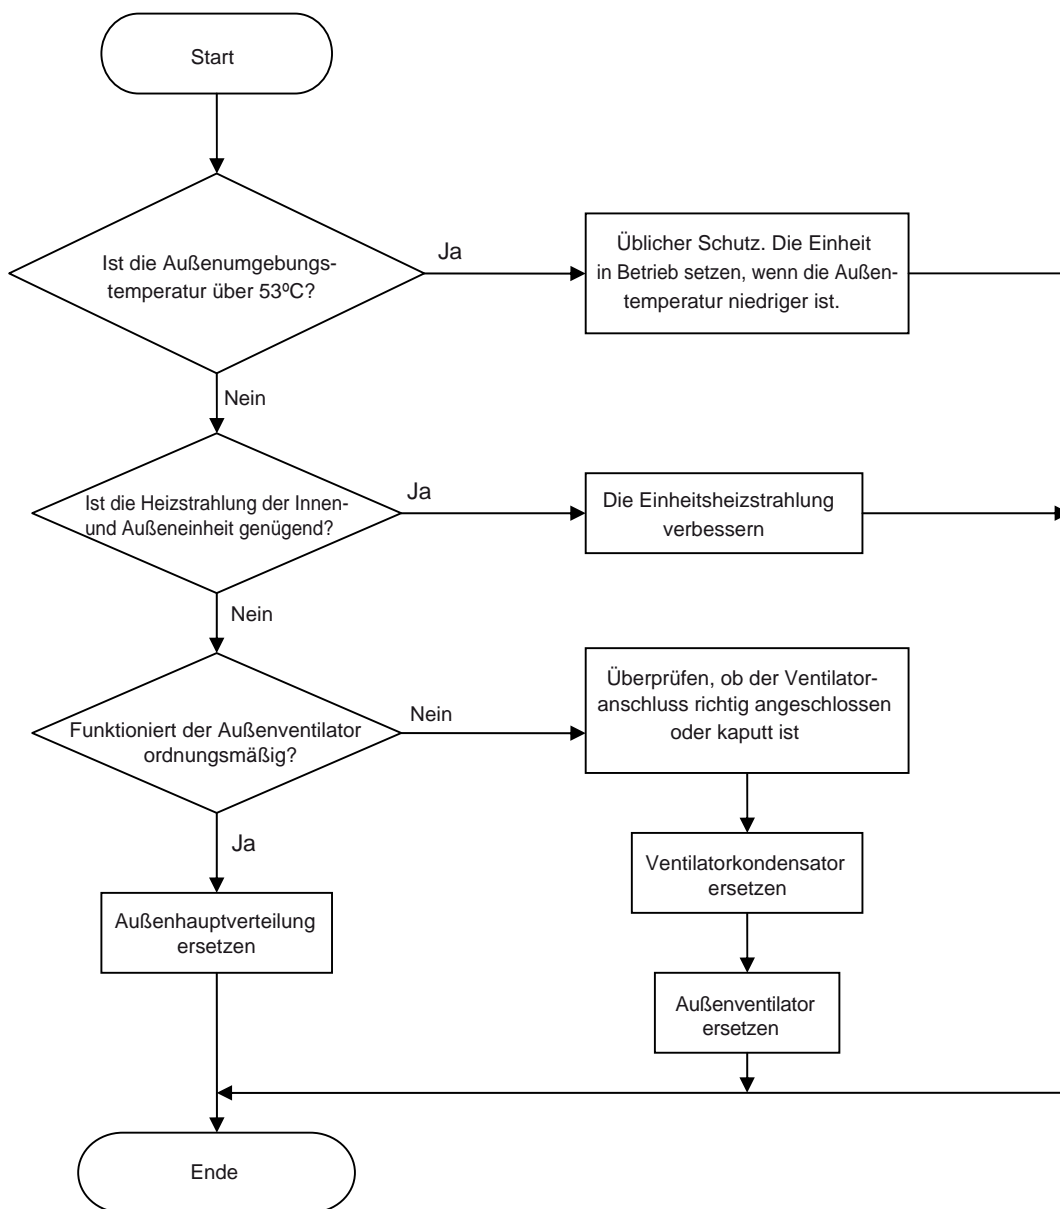 Start
Ist die Außenumgebungs-
temperatur über 53ºC?
Ja
Üblicher Schutz. Die Einheit
in Betrieb setzen, wenn die Außen-
temperatur niedriger ist.
Nein
Ist die Heizstrahlung der Innen-
und Außeneinheit genügend?
Ja
Die Einheitsheizstrahlung
verbessern
Nein
Funktioniert der Außenventilator
ordnungsmäßig?
Nein
Überprüfen, ob der Ventilator-
anschluss richtig angeschlossen
oder kaputt ist
Ja
Ventilatorkondensator
ersetzen
Außenhauptverteilung
ersetzen
Außenventilator
ersetzen
Ende